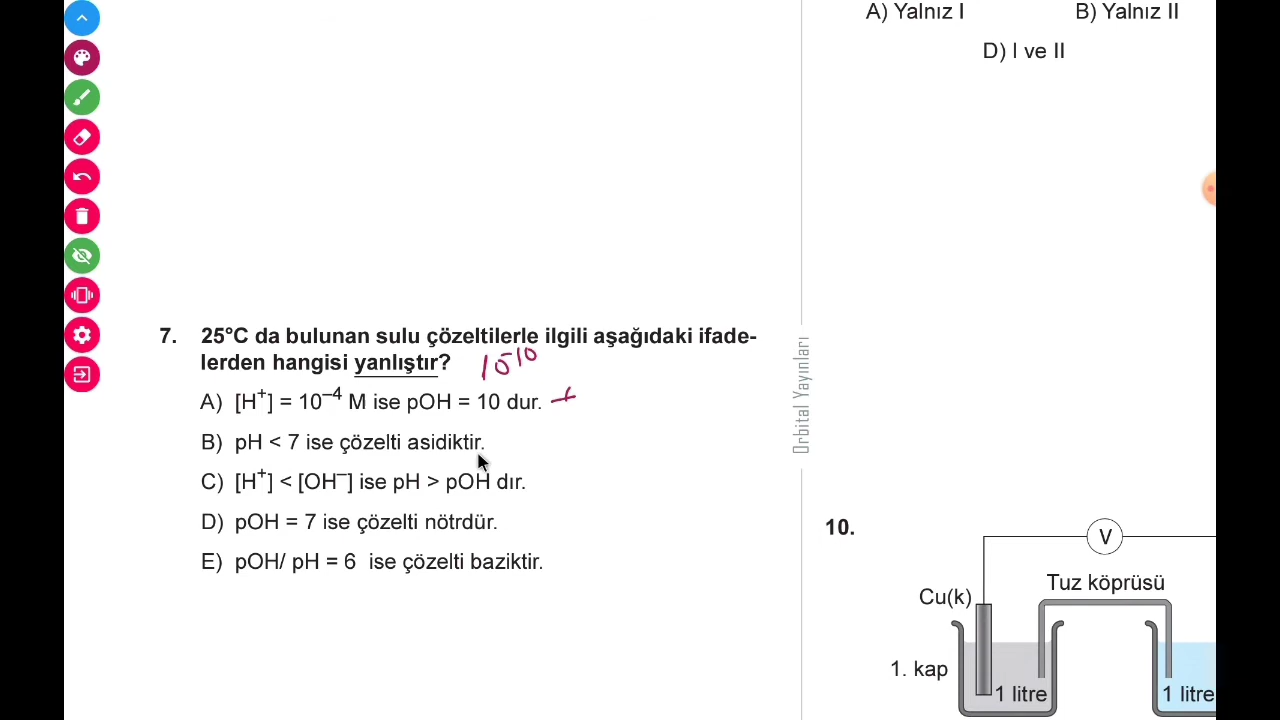 A) Yalnız I
B) Yalnız II
D) I ve II
7. 25°C da bulunan sulu çözeltilerle ilgili aşağıdaki ifade-
lerden hangisi yanlıştır?
10⁻¹⁰
A) [H⁺] = 10⁻⁴ M ise pOH = 10 dur.
B) pH < 7 ise çözelti asidiktir.
C) [H⁺] < [OH⁻] ise pH > pOH dır.
D) pOH = 7 ise çözelti nötrdür.
E) pOH/ pH = 6 ise çözelti baziktir.
Orbital Yayınları
10.
V
Tuz köprüsü
Cu(k)
1. kap
1 litre
1 litre